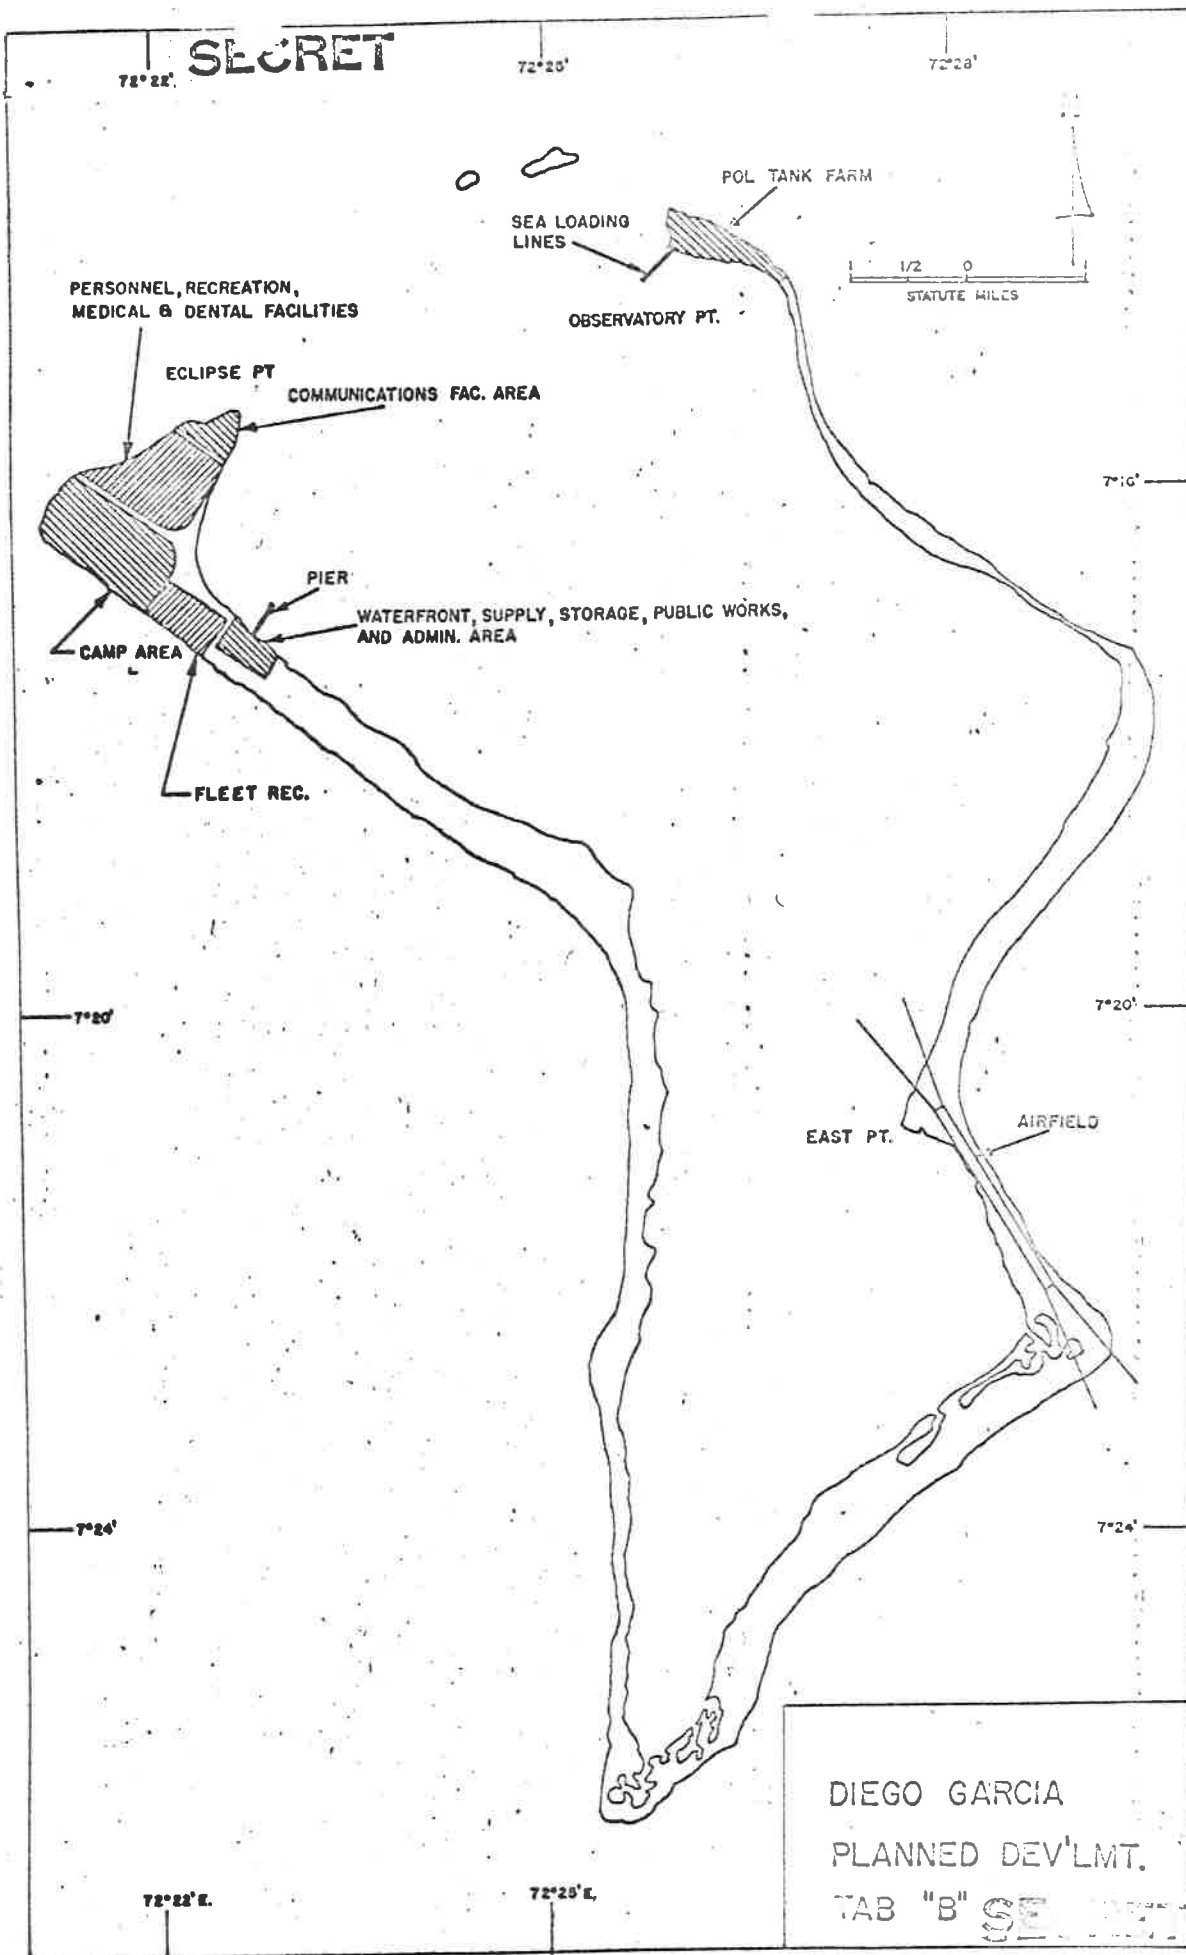 SECRET
72°22'
72°25'
72°28'
POL TANK FARM
SEA LOADING
LINES
1/2 0
STATUTE MILES
PERSONNEL, RECREATION,
MEDICAL & DENTAL FACILITIES
OBSERVATORY PT.
ECLIPSE PT
COMMUNICATIONS FAC. AREA
7°16'
PIER
WATERFRONT, SUPPLY, STORAGE, PUBLIC WORKS,
AND ADMIN. AREA
CAMP AREA
FLEET REC.
7°20'
7°20'
EAST PT.
AIRFIELD
7°24'
7°24'
DIEGO GARCIA
PLANNED DEV'LMT.
TAB "B"
72°22'E.
72°25'E.